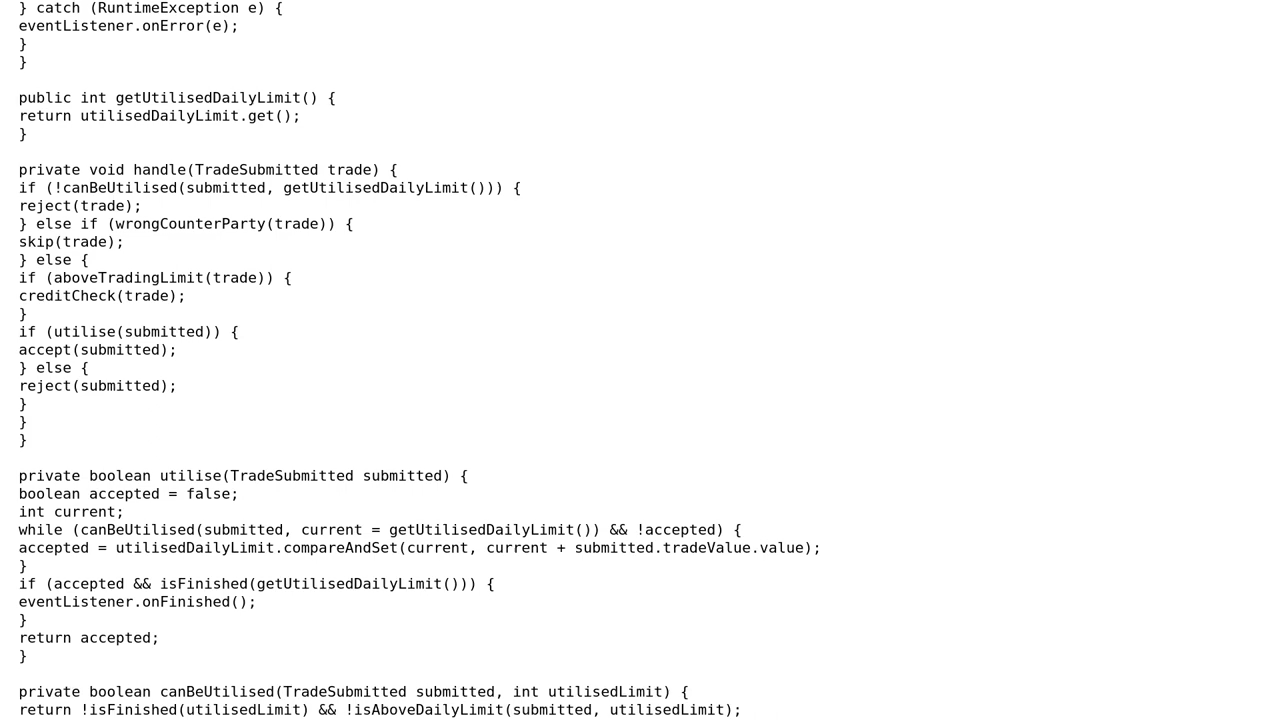 } catch (RuntimeException e) {
eventListener.onError(e);
}
}

public int getUtilisedDailyLimit() {
return utilisedDailyLimit.get();
}

private void handle(TradeSubmitted trade) {
if (!canBeUtilised(submitted, getUtilisedDailyLimit())) {
reject(trade);
} else if (wrongCounterParty(trade)) {
skip(trade);
} else {
if (aboveTradingLimit(trade)) {
creditCheck(trade);
}
if (utilise(submitted)) {
accept(submitted);
} else {
reject(submitted);
}
}
}

private boolean utilise(TradeSubmitted submitted) {
boolean accepted = false;
int current;
while (canBeUtilised(submitted, current = getUtilisedDailyLimit()) && !accepted) {
accepted = utilisedDailyLimit.compareAndSet(current, current + submitted.tradeValue.value);
}
if (accepted && isFinished(getUtilisedDailyLimit())) {
eventListener.onFinished();
}
return accepted;
}

private boolean canBeUtilised(TradeSubmitted submitted, int utilisedLimit) {
return !isFinished(utilisedLimit) && !isAboveDailyLimit(submitted, utilisedLimit);